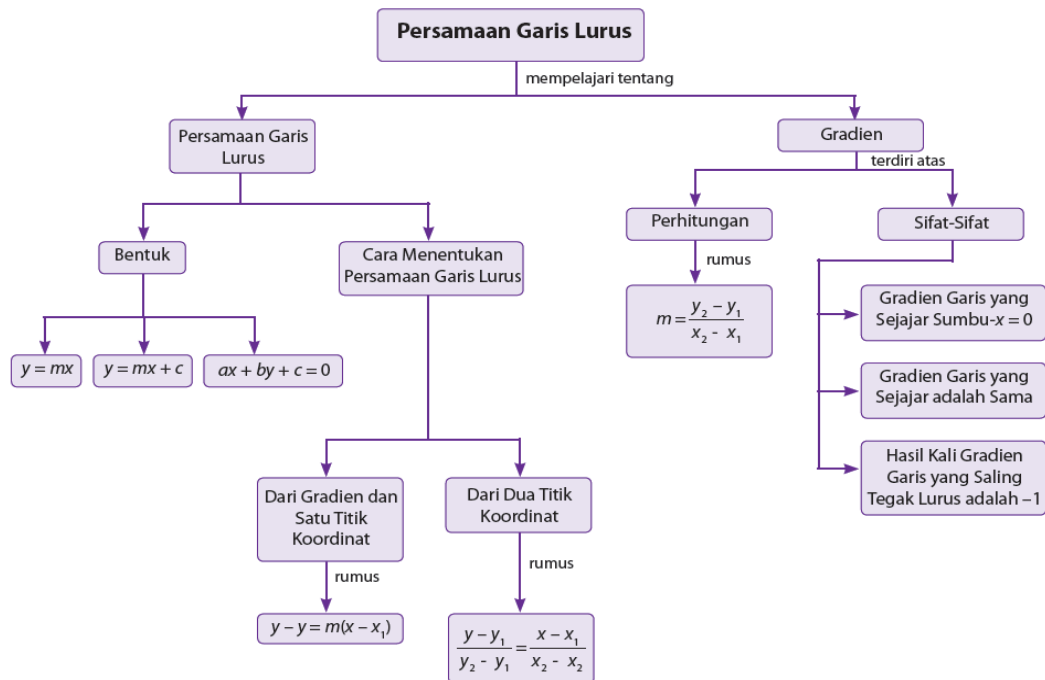 Persamaan Garis Lurus
mempelajari tentang
Persamaan Garis
Lurus
Gradien
terdiri atas
Bentuk
Cara Menentukan
Persamaan Garis Lurus
Perhitungan
rumus
Sifat-Sifat
y = mx
y = mx + c
ax + by + c = 0
m = (y₂ – y₁)/(x₂ - x₁)
Gradien Garis yang
Sejajar Sumbu-x = 0
Gradien Garis yang
Sejajar adalah Sama
Hasil Kali Gradien
Garis yang Saling
Tegak Lurus adalah –1
Dari Gradien dan
Satu Titik
Koordinat
rumus
y – y = m(x – x₁)
Dari Dua Titik
Koordinat
rumus
(y – y₁)/(y₂ - y₁) = (x – x₁)/(x₂ - x₂)